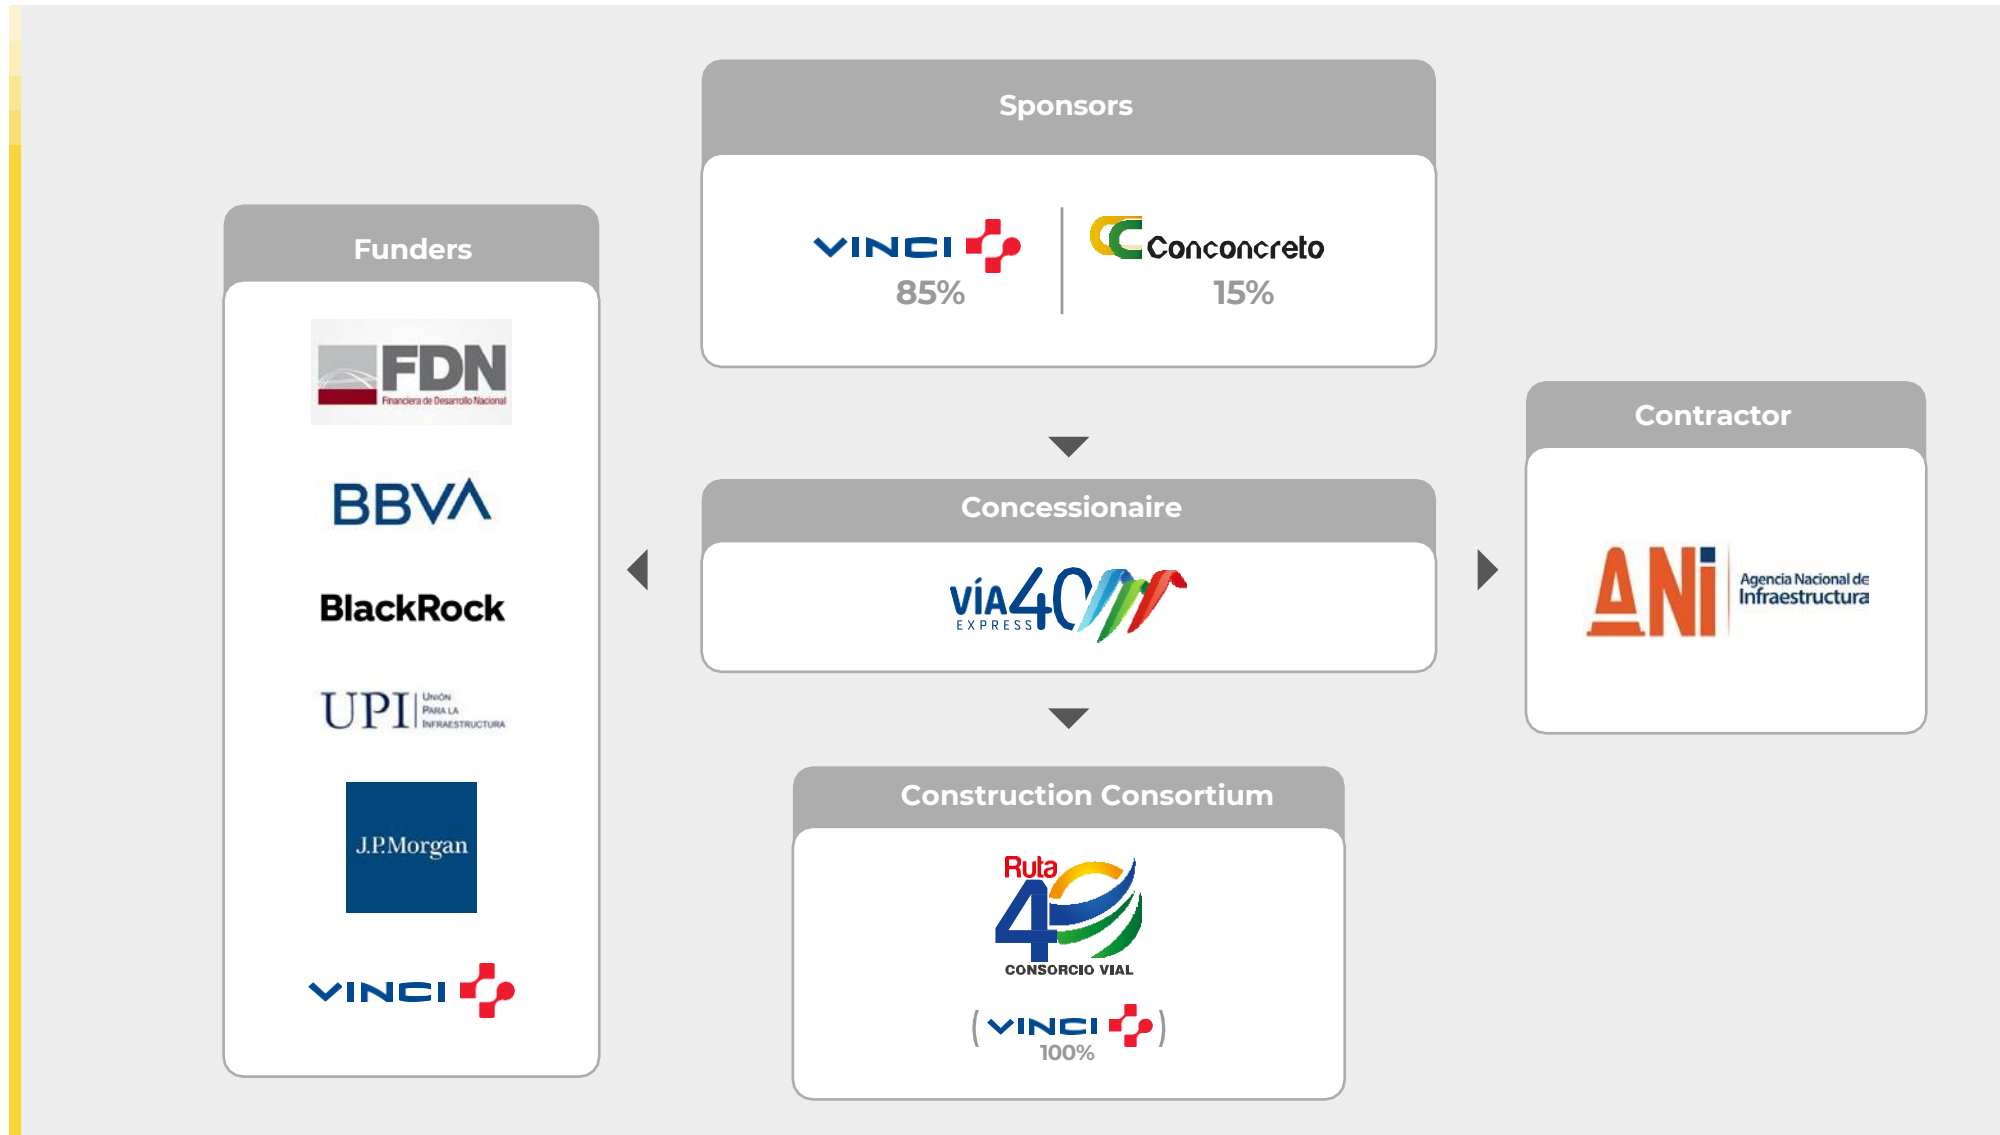 Sponsors
VINCI
85%
Conconcreto
15%
Funders
FDN
Financiera de Desarrollo Nacional
BBVA
BlackRock
UPI
UNIÓN
PARA LA
INFRAESTRUCTURA
J.P.Morgan
VINCI
Concessionaire
VÍA40
EXPRESS
Contractor
ANi
Agencia Nacional de
Infraestructura
Construction Consortium
Ruta
40
CONSORCIO VIAL
(VINCI)
100%